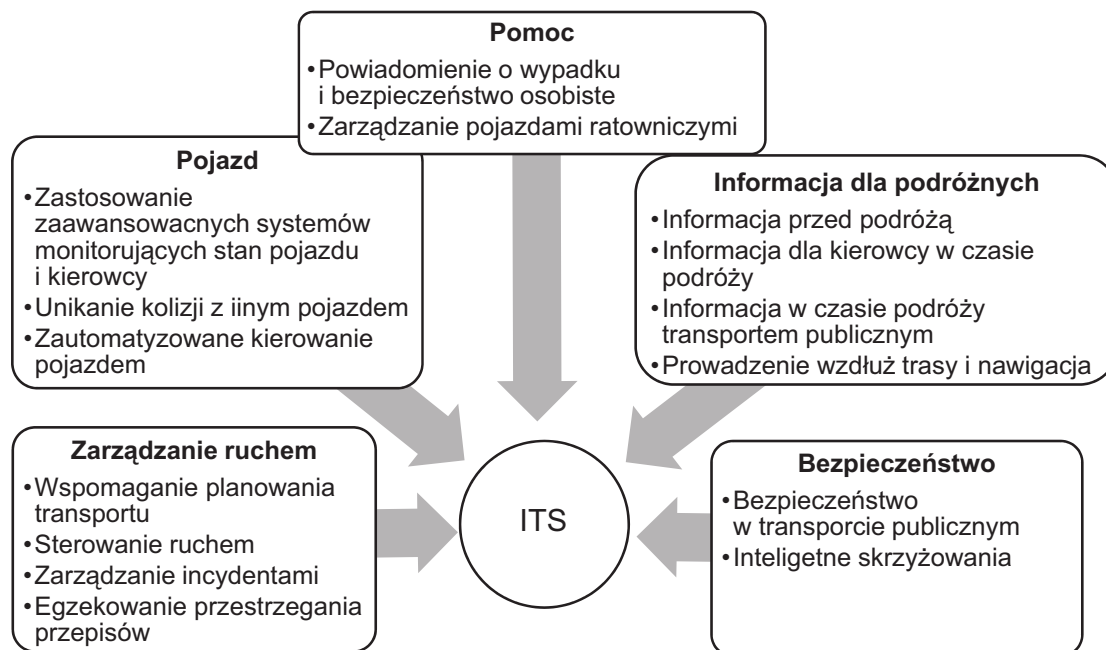 Pomoc
•Powiadomienie o wypadku
i bezpieczeństwo osobiste
•Zarządzanie pojazdami ratowniczymi
Pojazd
•Zastosowanie
zaawansowacnych systemów
monitorujących stan pojazdu
i kierowcy
•Unikanie kolizji z iinym pojazdem
•Zautomatyzowane kierowanie
pojazdem
Informacja dla podróżnych
•Informacja przed podróżą
•Informacja dla kierowcy w czasie
podróży
•Informacja w czasie podróży
transportem publicznym
•Prowadzenie wzdłuż trasy i nawigacja
Zarządzanie ruchem
•Wspomaganie planowania
transportu
•Sterowanie ruchem
•Zarządzanie incydentami
•Egzekowanie przestrzegania
przepisów
ITS
Bezpieczeństwo
•Bezpieczeństwo
w transporcie publicznym
•Inteligetne skrzyżowania